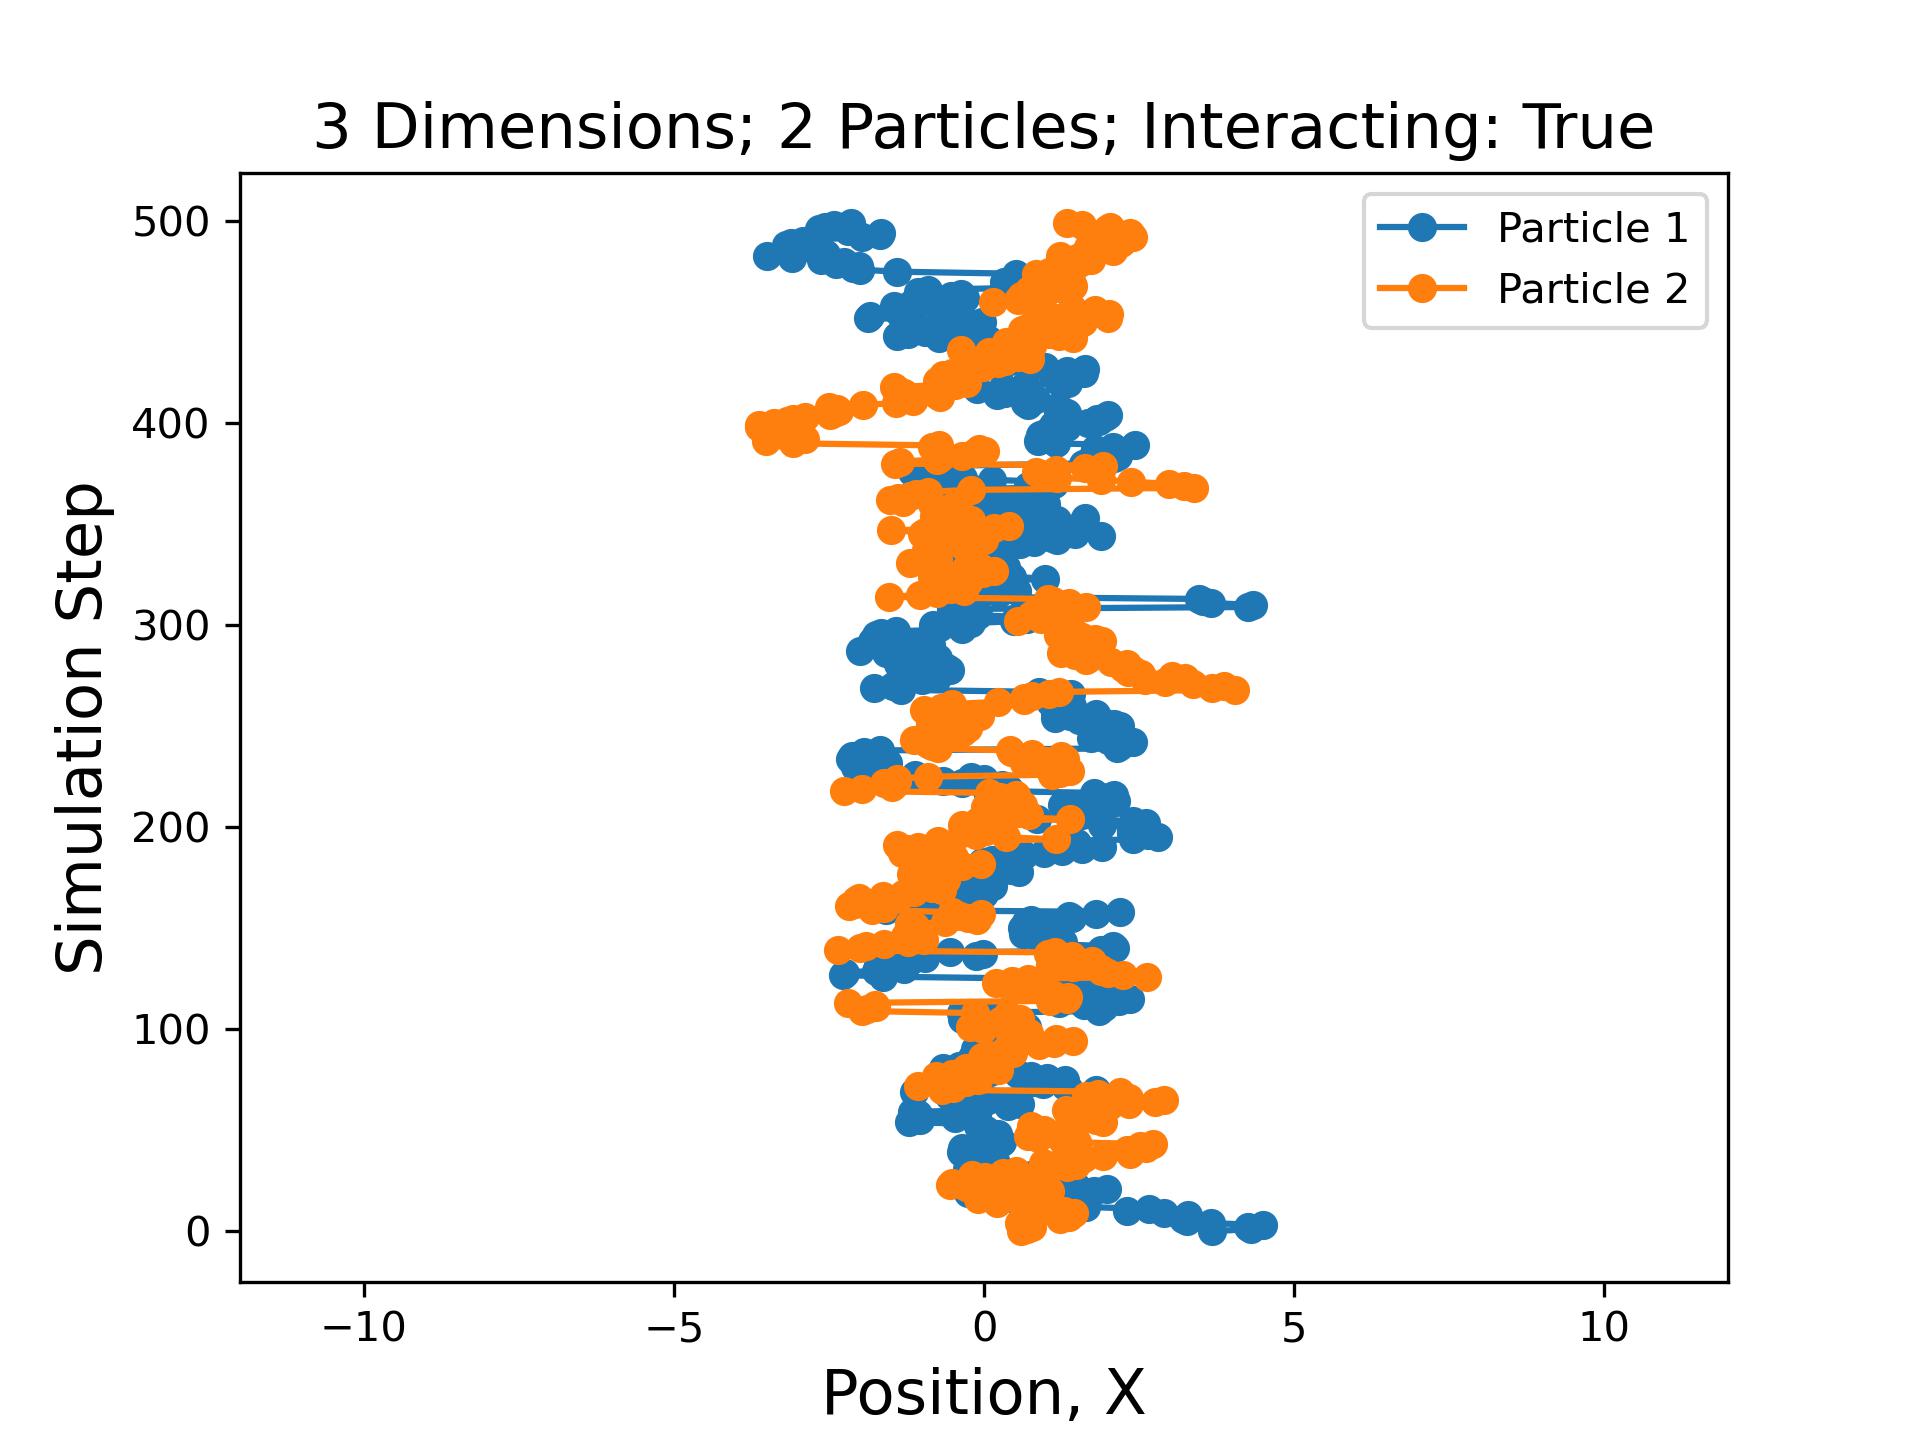 3 Dimensions; 2 Particles; Interacting: True
Particle 1
Particle 2
Simulation Step
500
400
300
200
100
0
−10
−5
0
5
10
Position, X